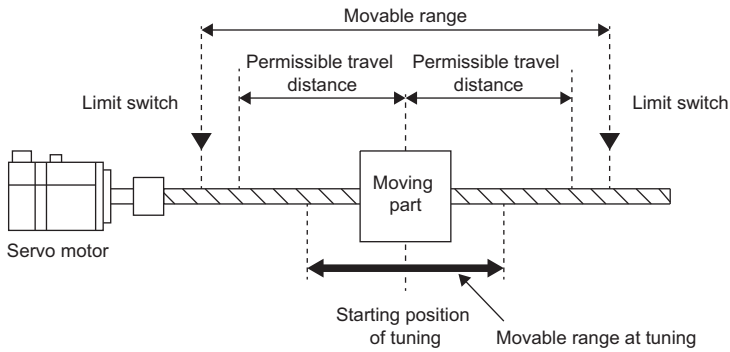 Movable range
Permissible travel
distance
Permissible travel
distance
Limit switch
Limit switch
Moving
part
Servo motor
Starting position
of tuning
Movable range at tuning